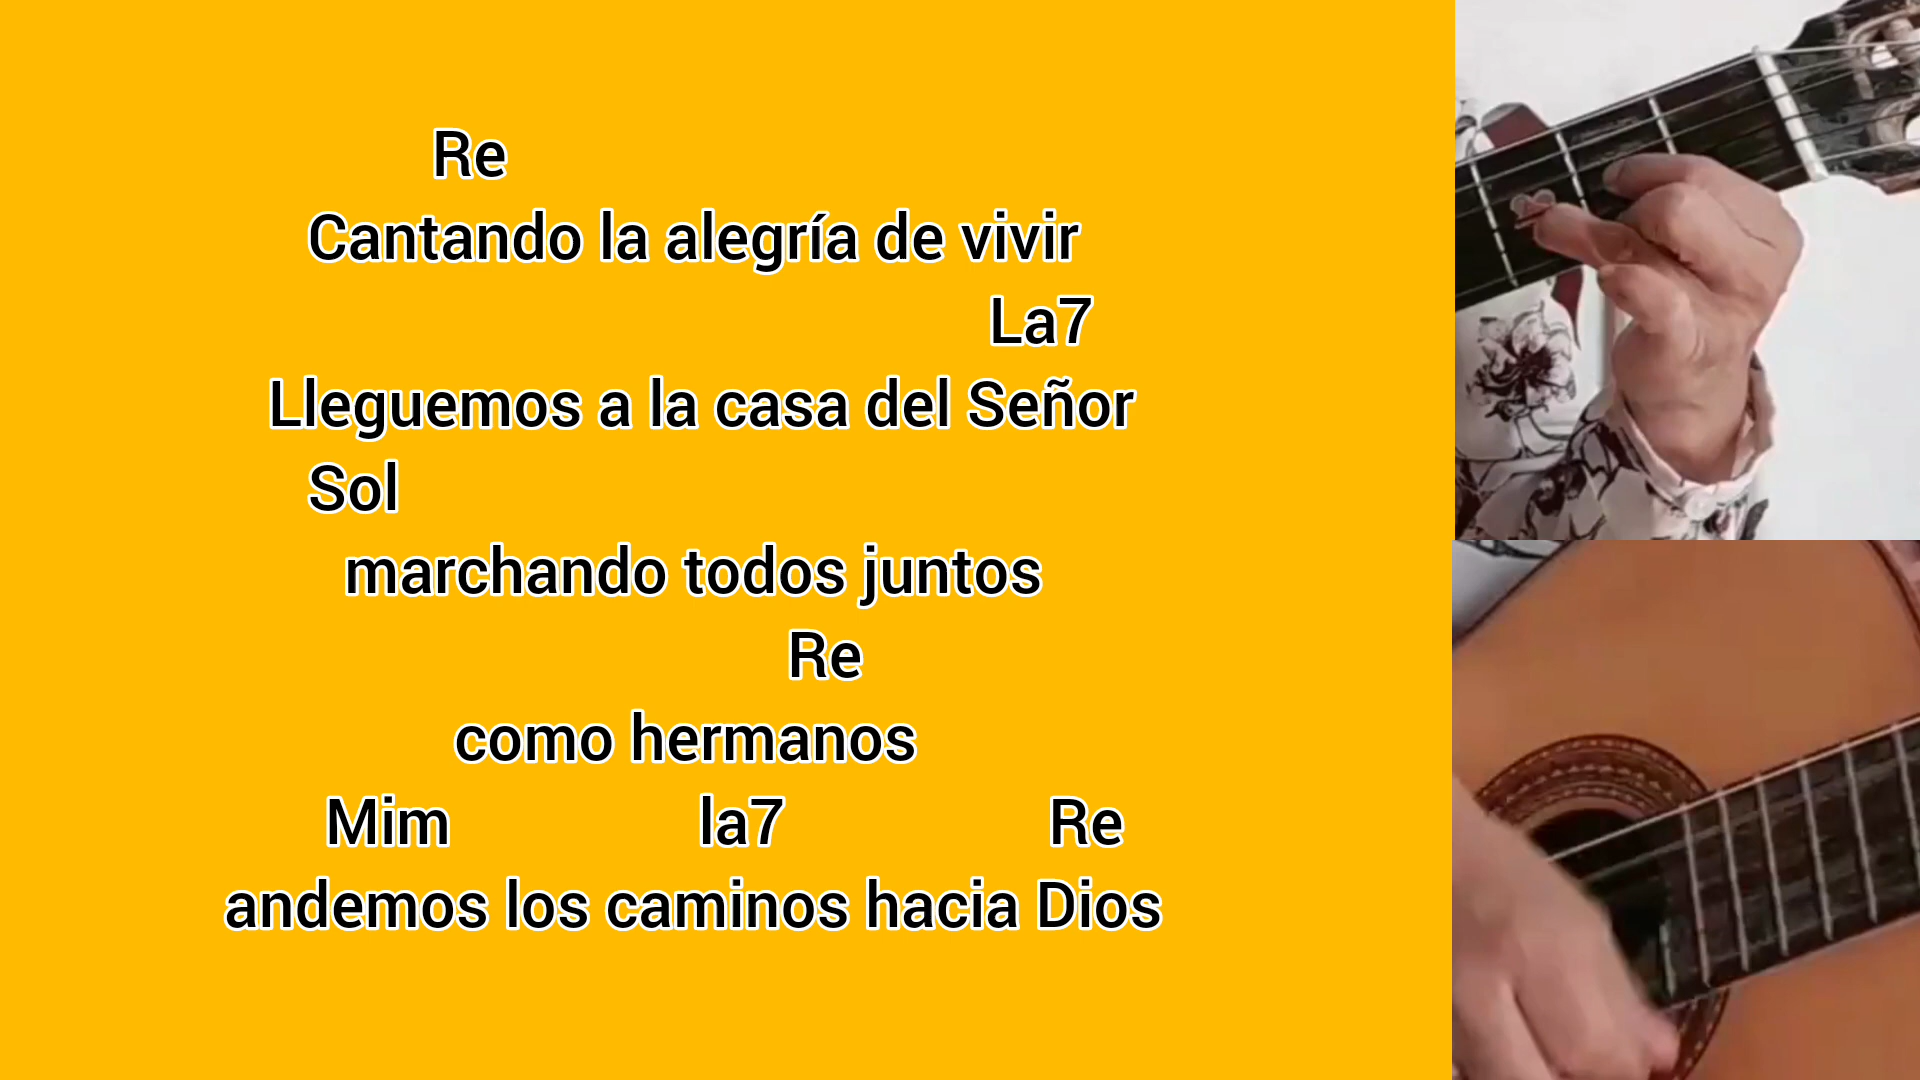 Re
Cantando la alegría de vivir
La7
Lleguemos a la casa del Señor
Sol
marchando todos juntos
Re
como hermanos
Mim la7 Re
andemos los caminos hacia Dios